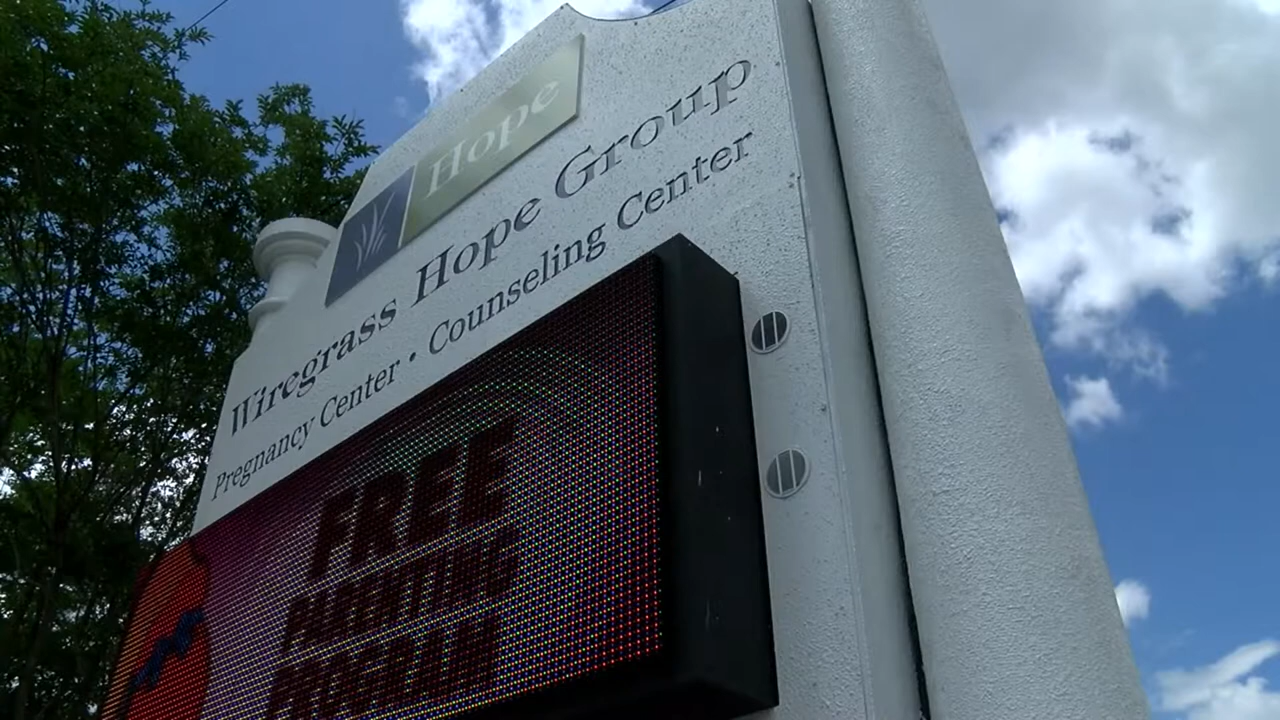 Hope
Wiregrass Hope Group
Pregnancy Center · Counseling Center
FREE
PARENTING
PROGRAM